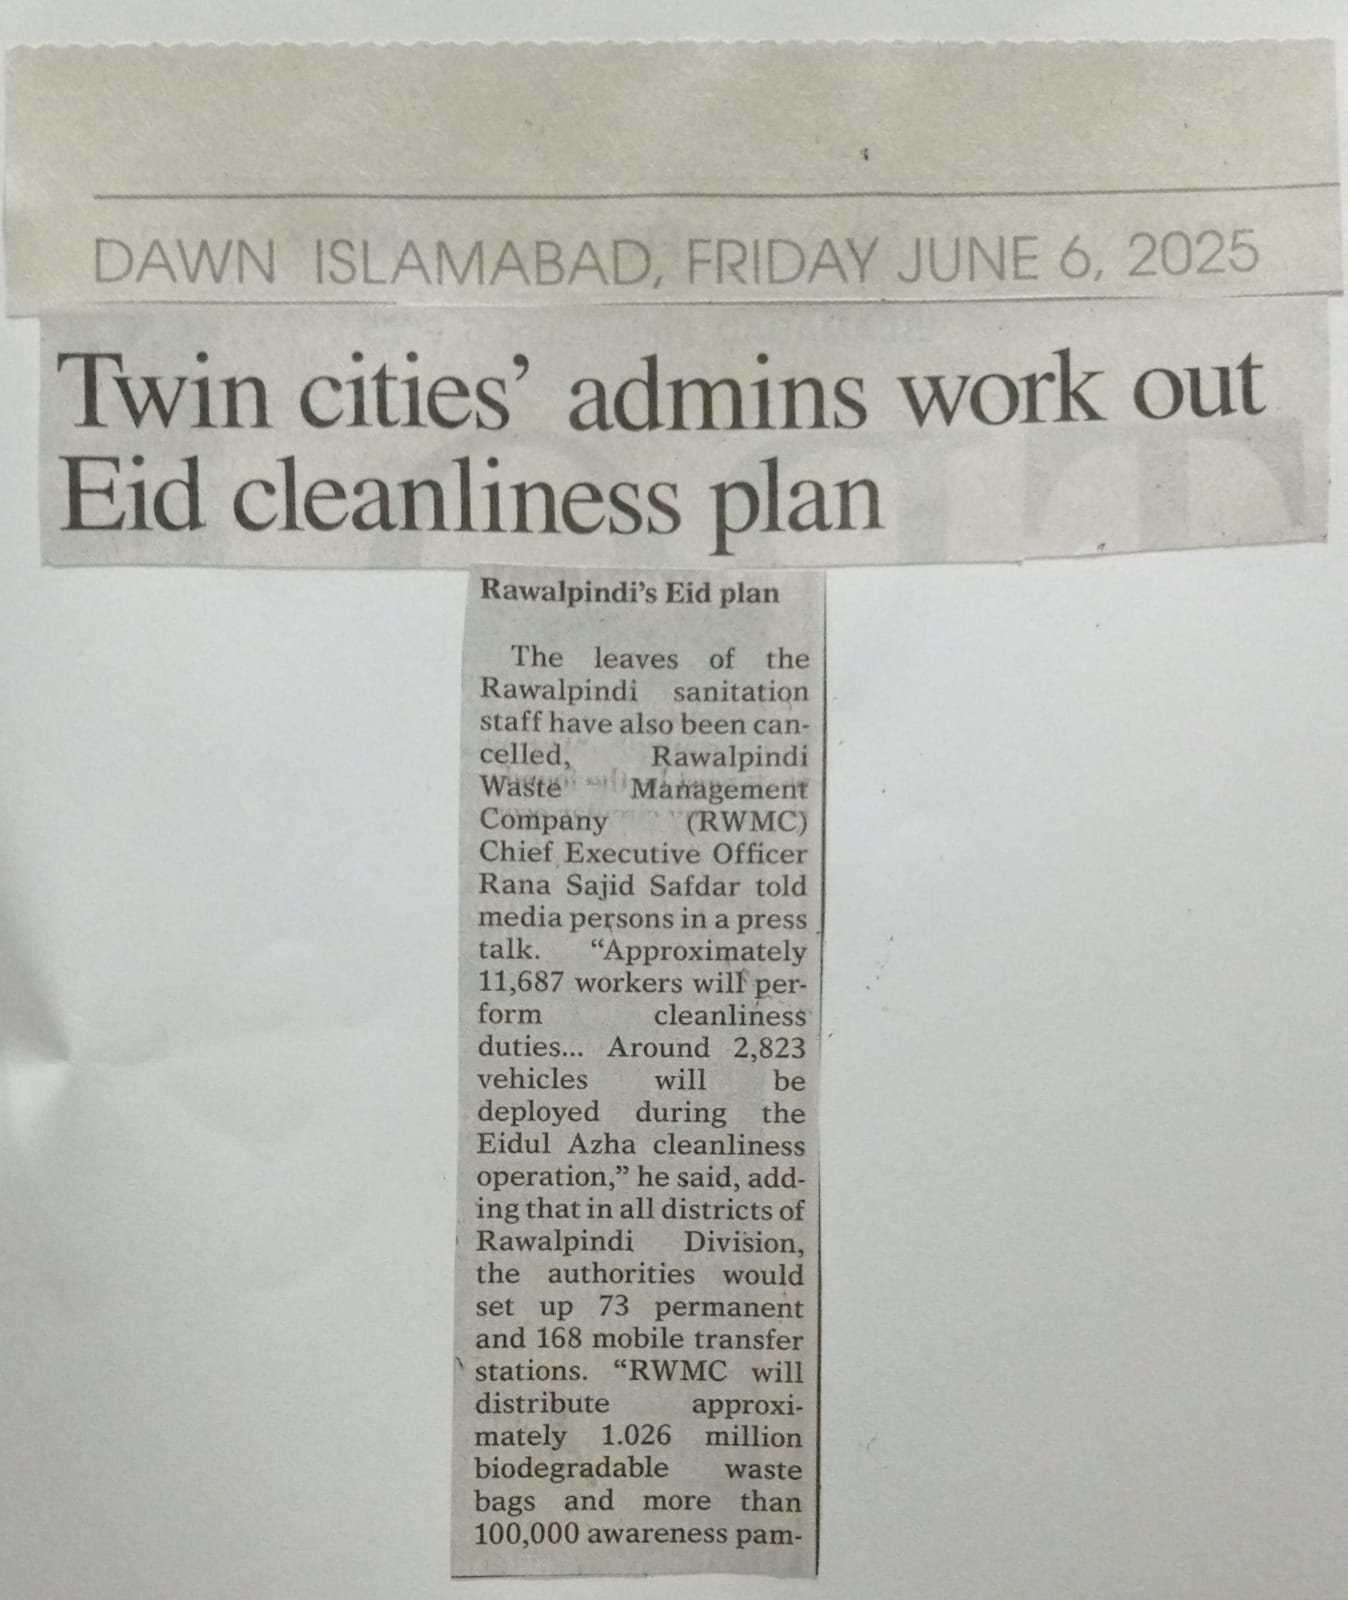 DAWN ISLAMABAD, FRIDAY JUNE 6, 2025
Twin cities’ admins work out
Eid cleanliness plan
Rawalpindi’s Eid plan
The leaves of the
Rawalpindi sanitation
staff have also been can-
celled, Rawalpindi
Waste Management
Company (RWMC)
Chief Executive Officer
Rana Sajid Safdar told
media persons in a press
talk. “Approximately
11,687 workers will per-
form cleanliness
duties... Around 2,823
vehicles will be
deployed during the
Eidul Azha cleanliness
operation,” he said, add-
ing that in all districts of
Rawalpindi Division,
the authorities would
set up 73 permanent
and 168 mobile transfer
stations. “RWMC will
distribute approxi-
mately 1.026 million
biodegradable waste
bags and more than
100,000 awareness pam-